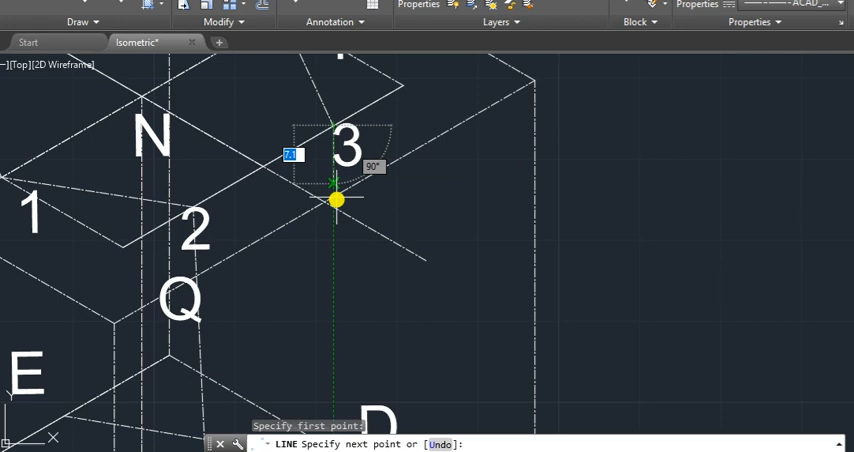 Draw
Modify
Annotation
Properties
Layers
Block
Properties
ACAD_...
Start
Isometric*
][Top][2D Wireframe]
N
3
7.1
90°
1
2
Q
E
D
Y
X
Specify first point:
LINE Specify next point or [Undo]: